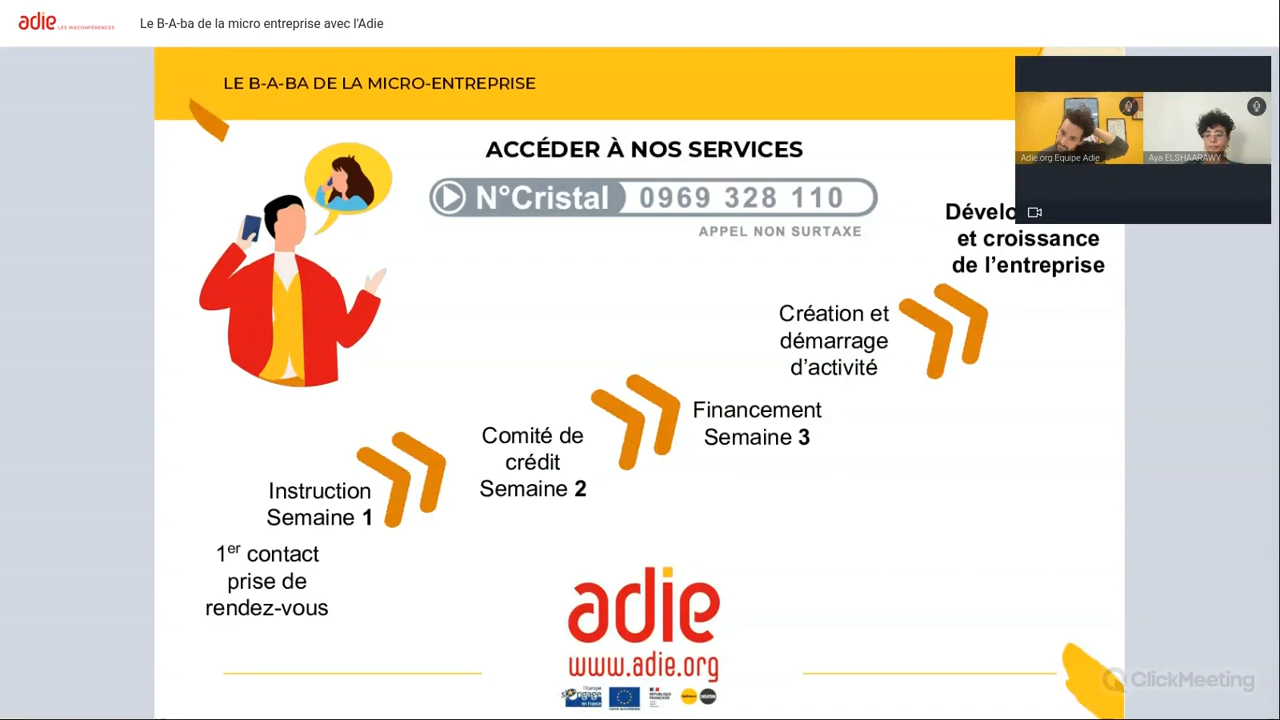 adie LES WEBCONFÉRENCES
Le B-A-ba de la micro entreprise avec l'Adie
LE B-A-BA DE LA MICRO-ENTREPRISE
ACCÉDER À NOS SERVICES
N°Cristal 0969 328 110
APPEL NON SURTAXE
Adie.org Equipe Adie
Aya ELSHAARAWY
et croissance
de l'entreprise
Création et
démarrage
d'activité
Financement
Semaine 3
Comité de
crédit
Semaine 2
Instruction
Semaine 1
1er contact
prise de
rendez-vous
adie
www.adie.org
ClickMeeting